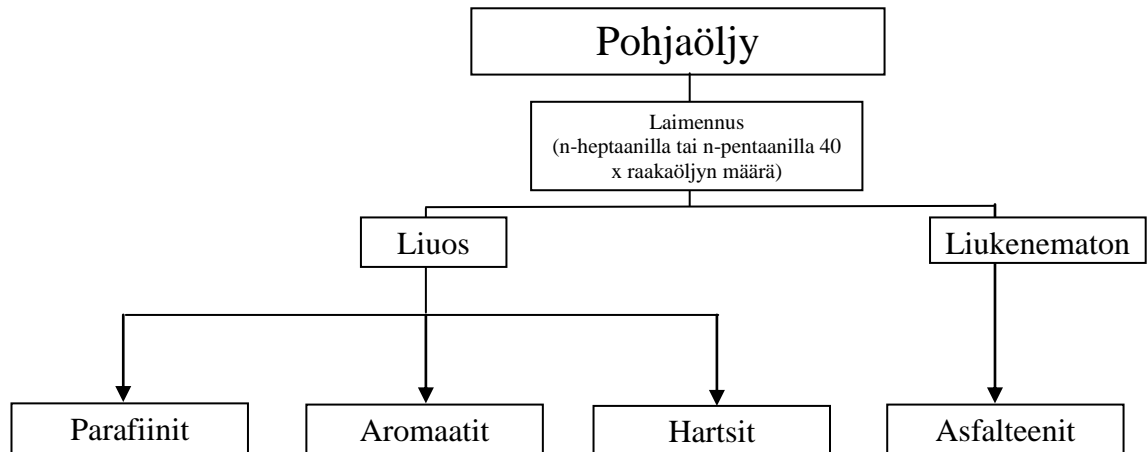 Pohjaöljy
Laimennus
(n-heptaanilla tai n-pentaanilla 40
x raakaöljyn määrä)
Liuos
Liukenematon
Parafiinit
Aromaatit
Hartsit
Asfalteenit